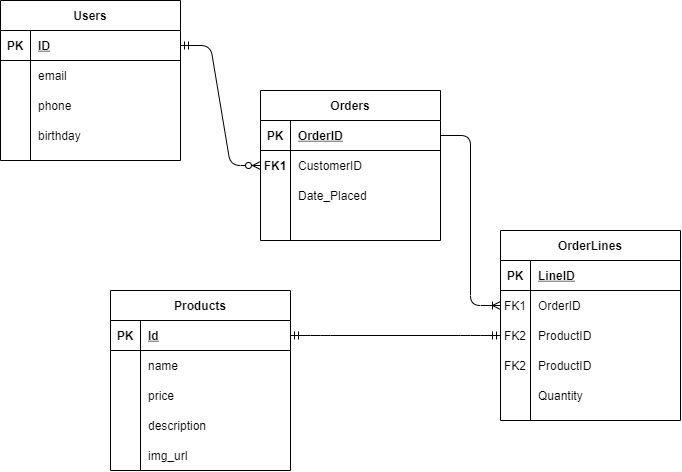 Users
PK ID
email
phone
birthday
Orders
PK OrderID
FK1 CustomerID
Date_Placed
OrderLines
PK LineID
FK1 OrderID
FK2 ProductID
FK2 ProductID
Quantity
Products
PK Id
name
price
description
img_url